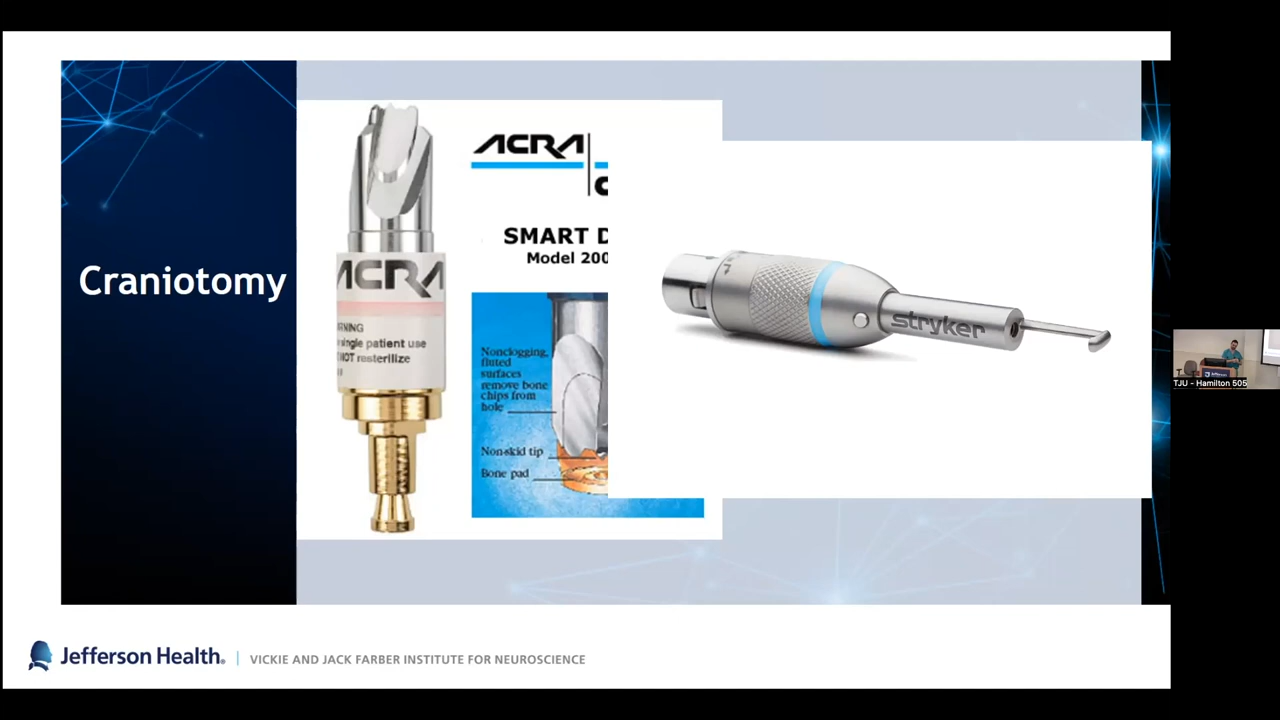 Craniotomy
ACRA
RNING
single patient use
NOT resterilize
ACRA
C
SMART D
Model 200
Nonclogging,
fluted
surfaces
remove bone
chips from
hole
Non-skid tip
Bone pad
stryker
TJU - Hamilton 505
Jefferson Health.
VICKIE AND JACK FARBER INSTITUTE FOR NEUROSCIENCE